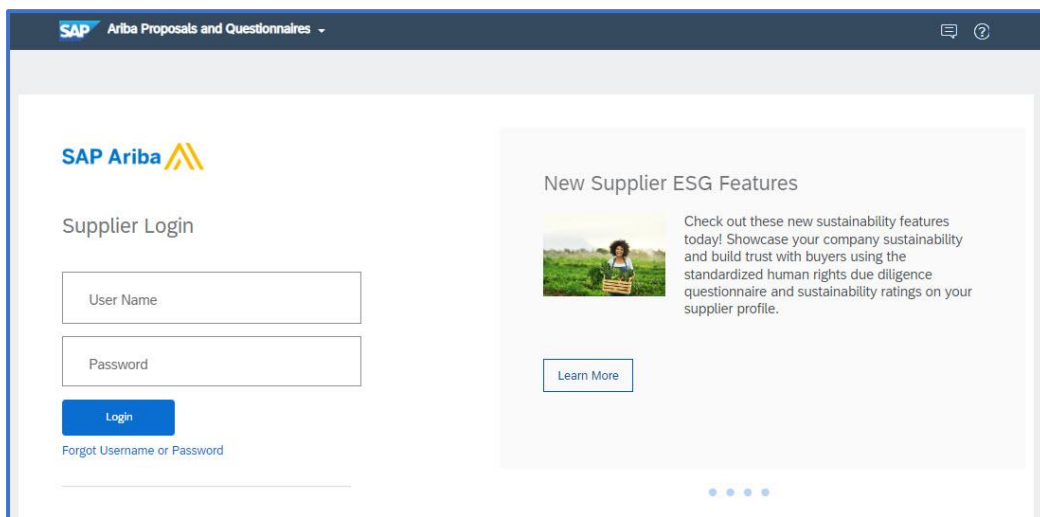 SAP Ariba Proposals and Questionnaires
SAP Ariba
Supplier Login
User Name
Password
Login
Forgot Username or Password
New Supplier ESG Features
Check out these new sustainability features
today! Showcase your company sustainability
and build trust with buyers using the
standardized human rights due diligence
questionnaire and sustainability ratings on your
supplier profile.
Learn More